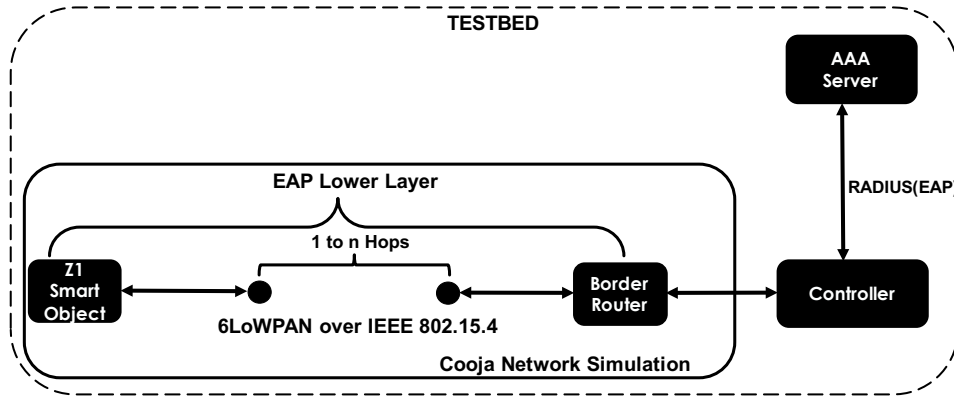 TESTBED
AAA
Server
EAP Lower Layer
RADIUS(EAP)
1 to n Hops
Z1
Smart
Object
Border
Router
Controller
6LoWPAN over IEEE 802.15.4
Cooja Network Simulation